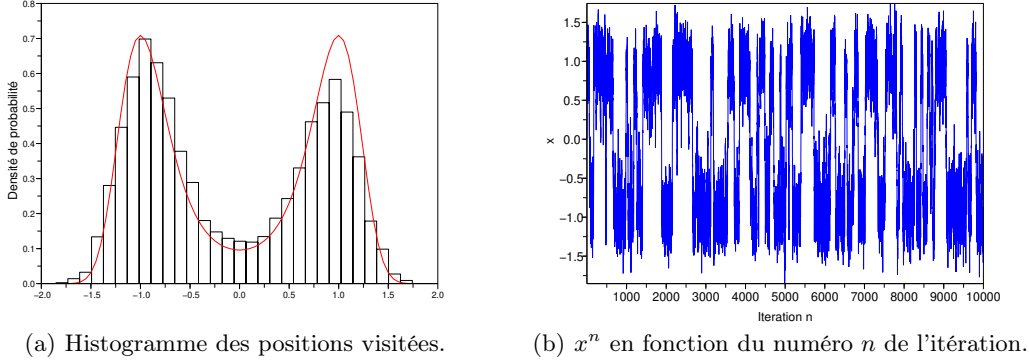 0.8
0.7
0.6
0.5
0.4
0.3
0.2
0.1
0.0
Densité de probabilité
−2.0 −1.5 −1.0 −0.5 0.0 0.5 1.0 1.5 2.0
1.5
1.0
0.5
0.0
−0.5
−1.0
−1.5
x
1000 2000 3000 4000 5000 6000 7000 8000 9000 10000
Iteration n
(a) Histogramme des positions visitées.
(b) xⁿ en fonction du numéro n de l'itération.